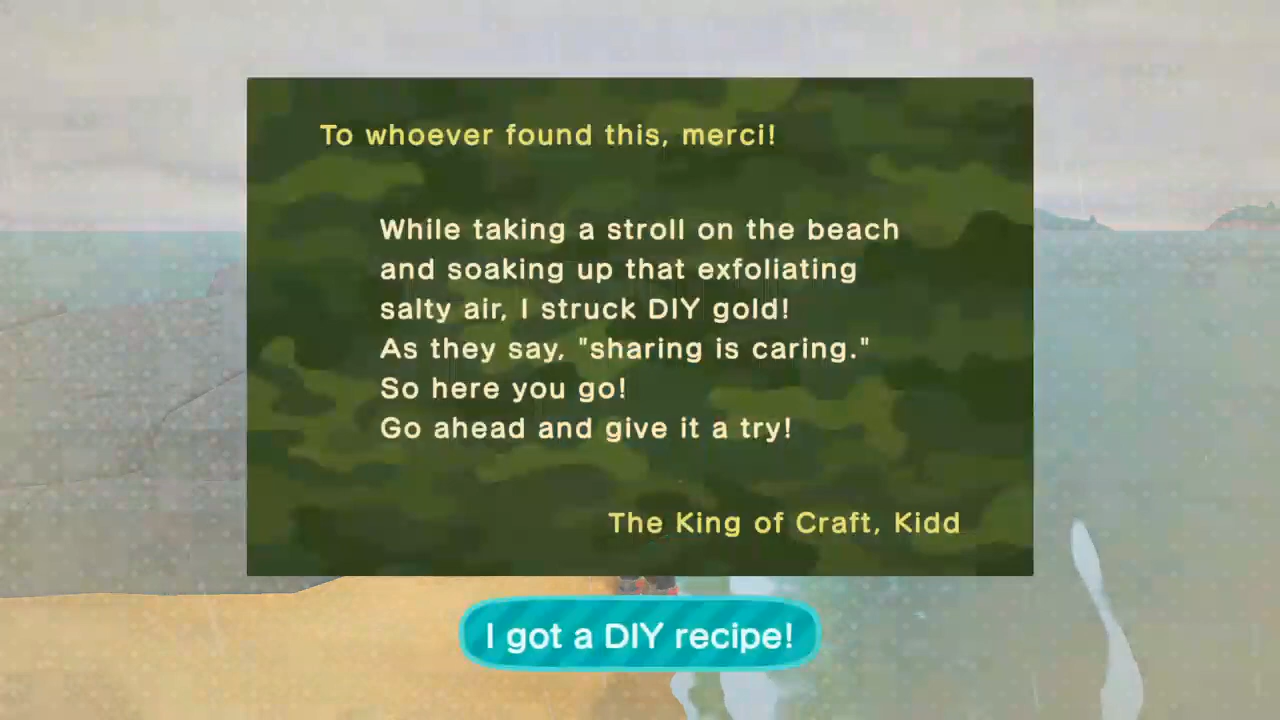 To whoever found this, merci!
While taking a stroll on the beach
and soaking up that exfoliating
salty air, I struck DIY gold!
As they say, "sharing is caring."
So here you go!
Go ahead and give it a try!
The King of Craft, Kidd
I got a DIY recipe!